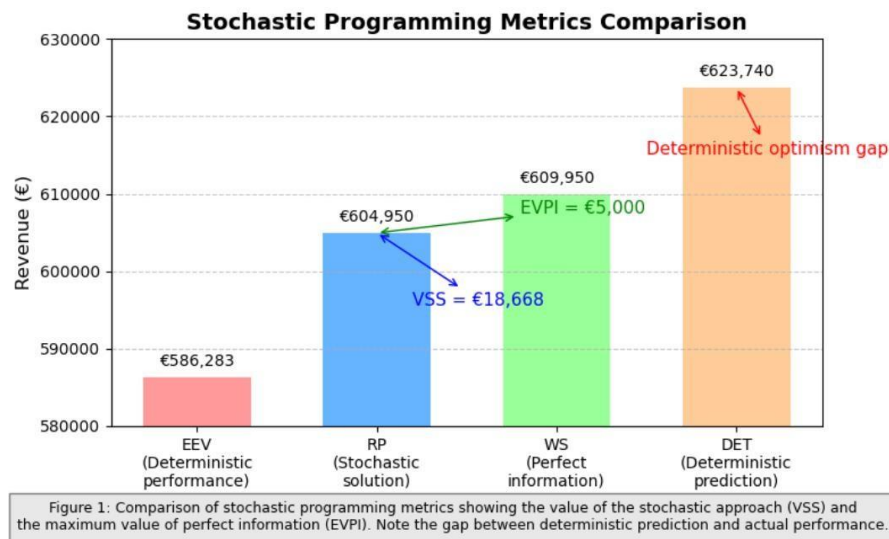 Stochastic Programming Metrics Comparison
630000
€623,740
620000
Deterministic optimism gap
Revenue (€)
€609,950
610000
€604,950
EVPI = €5,000
600000
VSS = €18,668
590000
€586,283
580000
EEV
(Deterministic
performance)
RP
(Stochastic
solution)
WS
(Perfect
information)
DET
(Deterministic
prediction)
Figure 1: Comparison of stochastic programming metrics showing the value of the stochastic approach (VSS) and
the maximum value of perfect information (EVPI). Note the gap between deterministic prediction and actual performance.